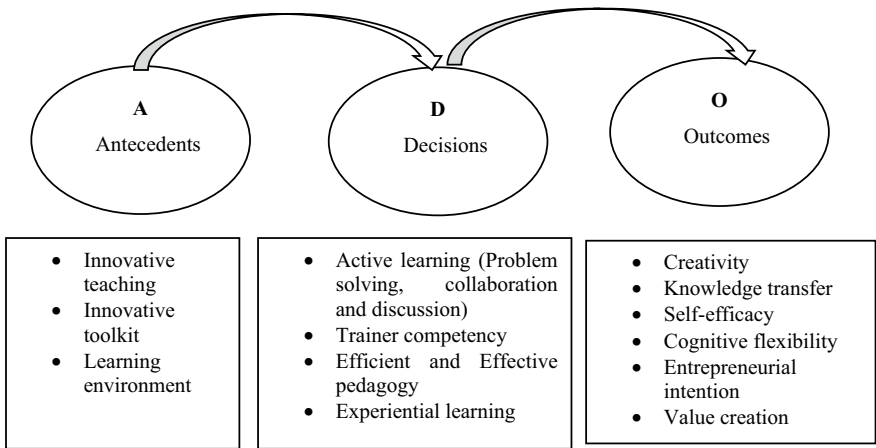 A
Antecedents
D
Decisions
O
Outcomes
• Innovative
teaching
• Innovative
toolkit
• Learning
environment
• Active learning (Problem
solving, collaboration
and discussion)
• Trainer competency
• Efficient and Effective
pedagogy
• Experiential learning
• Creativity
• Knowledge transfer
• Self-efficacy
• Cognitive flexibility
• Entrepreneurial
intention
• Value creation